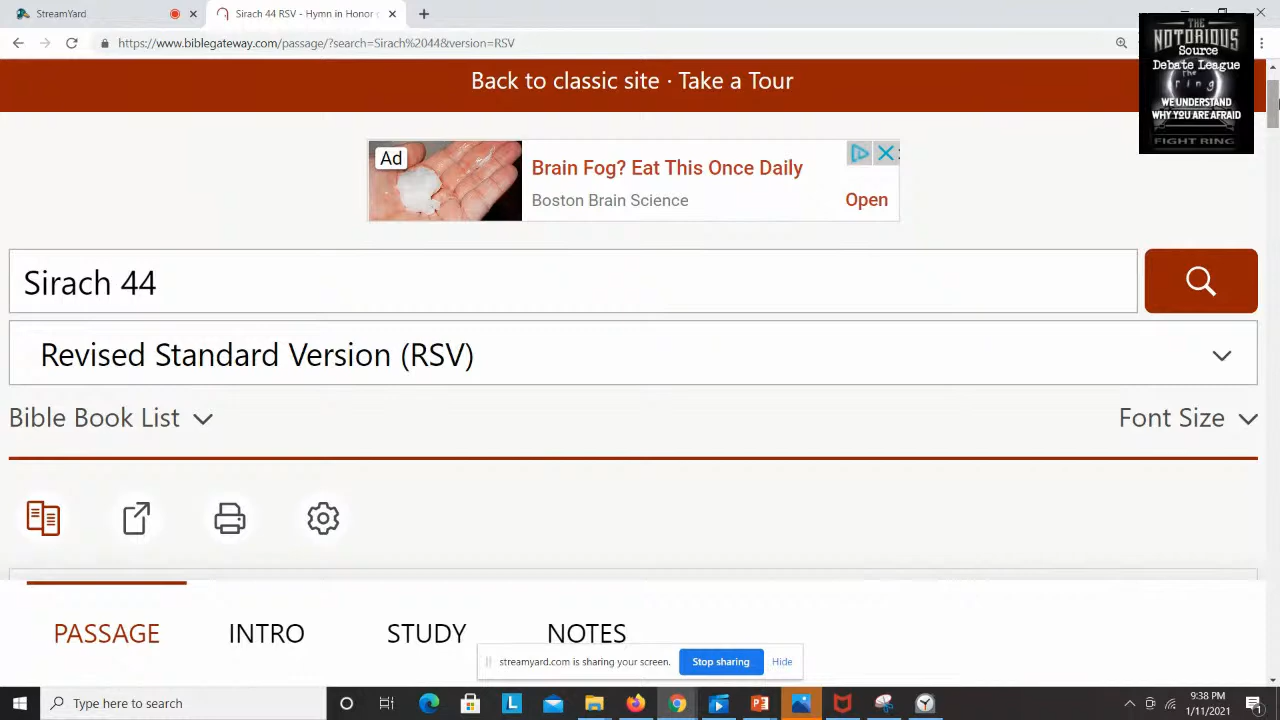 StreamYard
Sirach 44 RSV - Hymn in Honor
https://www.biblegateway.com/passage/?search=Sirach%2044&version=RSV
Back to classic site · Take a Tour
THE
NOTORIOUS
Source
Debate League
The
ring
WE UNDERSTAND
WHY YOU ARE AFRAID
FIGHT RING
Ad
Brain Fog? Eat This Once Daily
Boston Brain Science
Open
Sirach 44
Revised Standard Version (RSV)
Bible Book List
Font Size
PASSAGE
INTRO
STUDY
NOTES
streamyard.com is sharing your screen.
Stop sharing
Hide
Type here to search
L
9:38 PM
1/11/2021
1